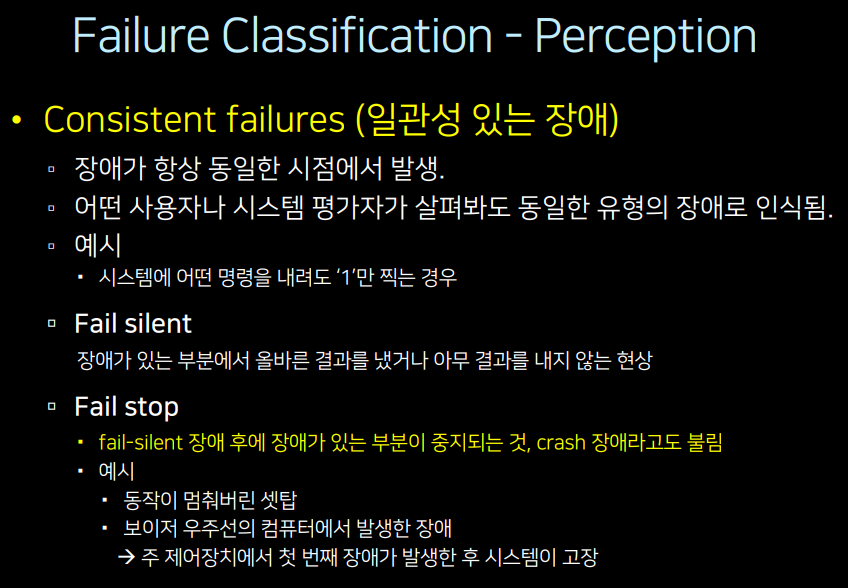 Failure Classification - Perception
• Consistent failures (일관성 있는 장애)
▫ 장애가 항상 동일한 시점에서 발생.
▫ 어떤 사용자나 시스템 평가자가 살펴봐도 동일한 유형의 장애로 인식됨.
▫ 예시
▪ 시스템에 어떤 명령을 내려도 ‘1’만 찍는 경우
▫ Fail silent
장애가 있는 부분에서 올바른 결과를 냈거나 아무 결과를 내지 않는 현상
▫ Fail stop
▪ fail-silent 장애 후에 장애가 있는 부분이 중지되는 것, crash 장애라고도 불림
▪ 예시
▪ 동작이 멈춰버린 셋탑
▪ 보이저 우주선의 컴퓨터에서 발생한 장애
→ 주 제어장치에서 첫 번째 장애가 발생한 후 시스템이 고장